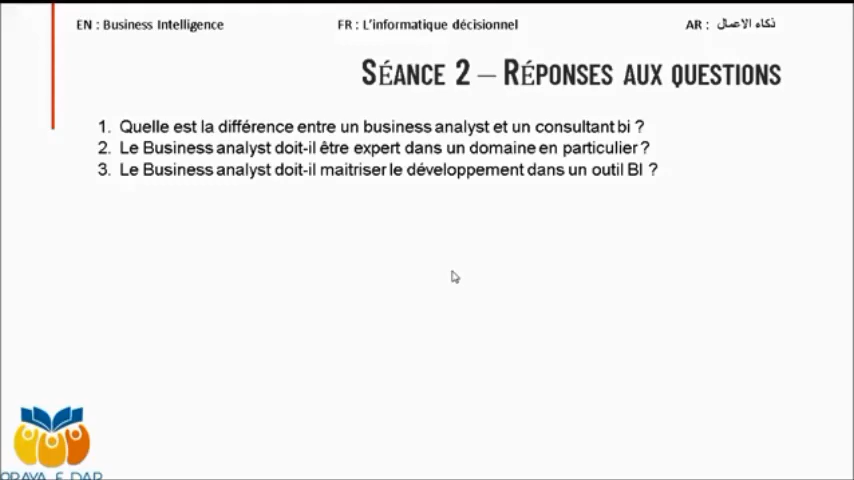 EN : Business Intelligence
FR : L'informatique décisionnel
AR : ذكاء الاعمال
SÉANCE 2 – RÉPONSES AUX QUESTIONS
1. Quelle est la différence entre un business analyst et un consultant bi ?
2. Le Business analyst doit-il être expert dans un domaine en particulier ?
3. Le Business analyst doit-il maitriser le développement dans un outil BI ?